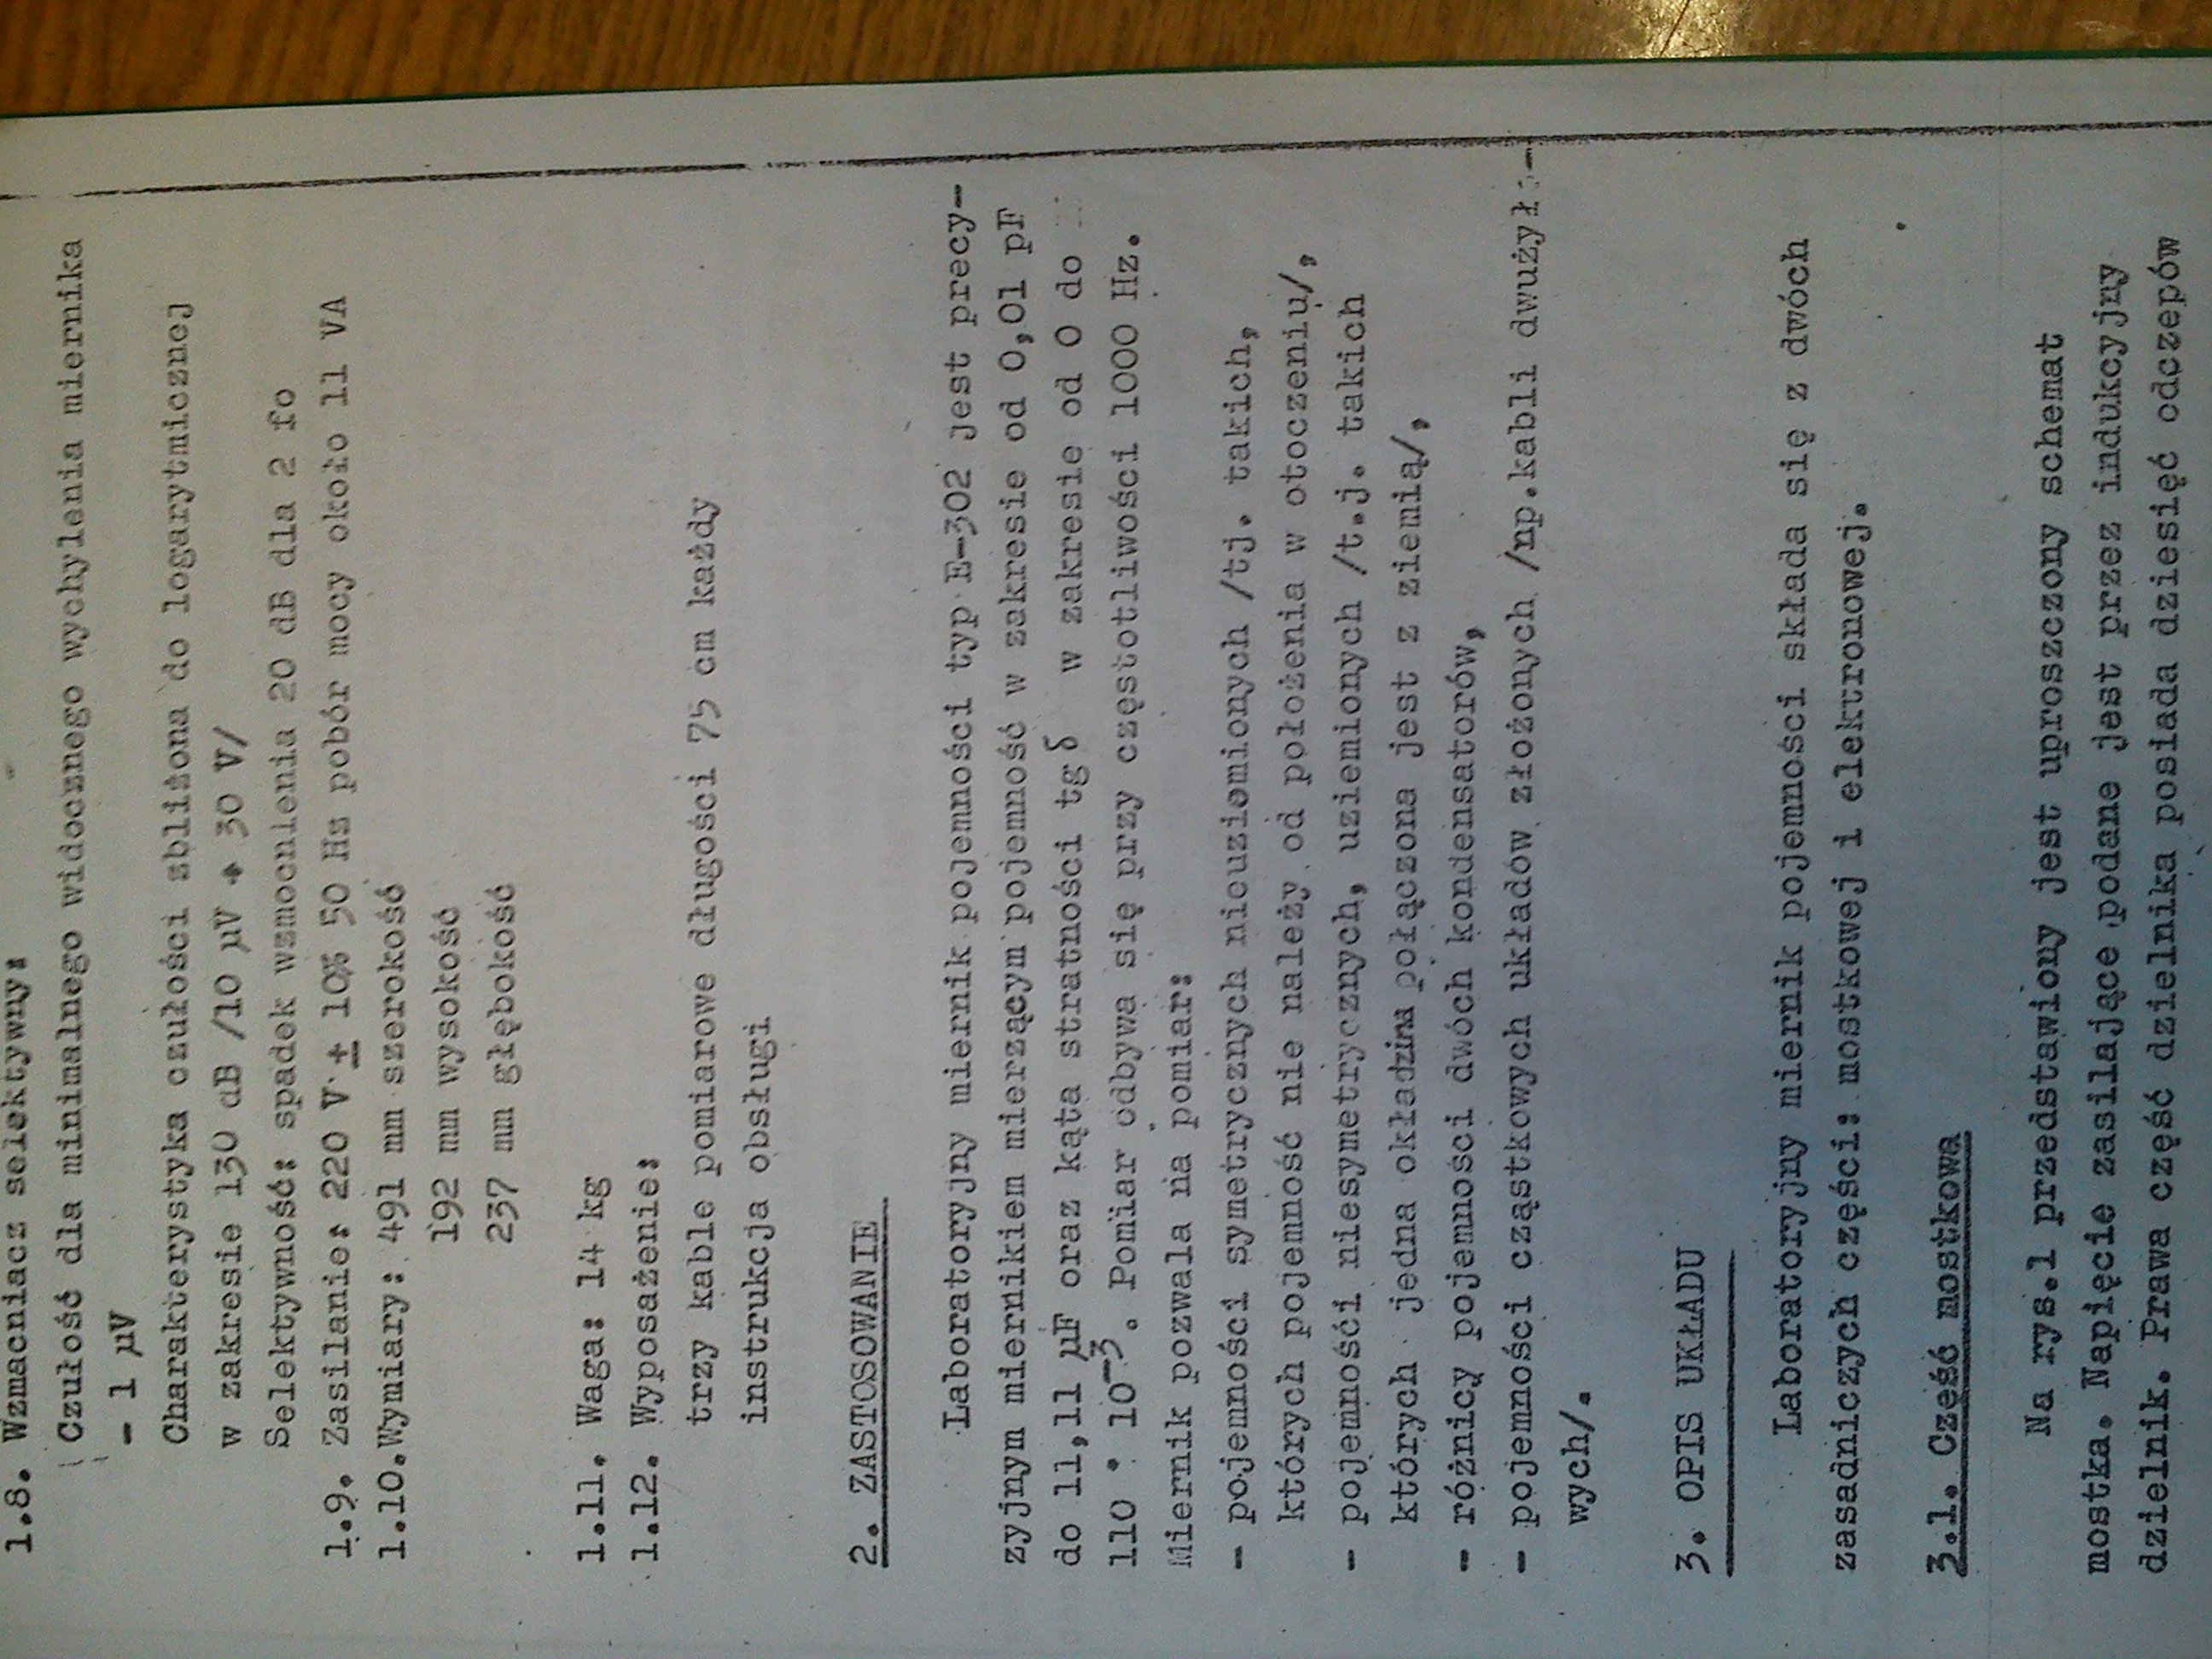 1.8. Wzmacniacz selektywny:
Czułość dla minimalnego widocznego wychylenia miernika
- 1 µV
Charakterystyka czułości zbliżona do logarytmicznej
w zakresie 130 dB /10 µV ÷ 30 V/
Selektywność: spadek wzmocnienia 20 dB dla 2 fo
1.9. Zasilanie: 220 V ± 10% 50 Hz pobór mocy około 11 VA
1.10.Wymiary: 491 mm szerokość
192 mm wysokość
237 mm głębokość
1.11. Waga: 14 kg
1.12. Wyposażenie:
trzy kable pomiarowe długości 75 cm każdy
instrukcja obsługi
2. ZASTOSOWANIE
Laboratoryjny miernik pojemności typ E-302 jest precy-
zyjnym miernikiem mierzącym pojemność w zakresie od 0,01 pF
do 11,11 µF oraz kąta stratności tg δ w zakresie od 0 do
110 · 10⁻³. Pomiar odbywa się przy częstotliwości 1000 Hz.
Miernik pozwala na pomiar:
- pojemności symetrycznych nieuziemionych /tj. takich,
których pojemność nie należy od położenia w otoczeniu/,
- pojemnośći niesymetrycznych, uziemionych /t.j. takich
których jedna okładzina połączona jest z ziemią/,
- różnicy pojemności dwóch kondensatorów,
- pojemności cząstkowych układów złożonych /np.kabli dwużyło-
wych/.
3. OPIS UKŁADU
Laboratoryjny miernik pojemności składa się z dwóch
zasadniczych części: mostkowej i elektronowej.
3.1. Część mostkowa
Na rys.1 przedstawiony jest uproszczony schemat
mostka. Napięcie zasilające podane jest przez indukcyjny
dzielnik. Prawa część dzielnika posiada dziesięć odczepów